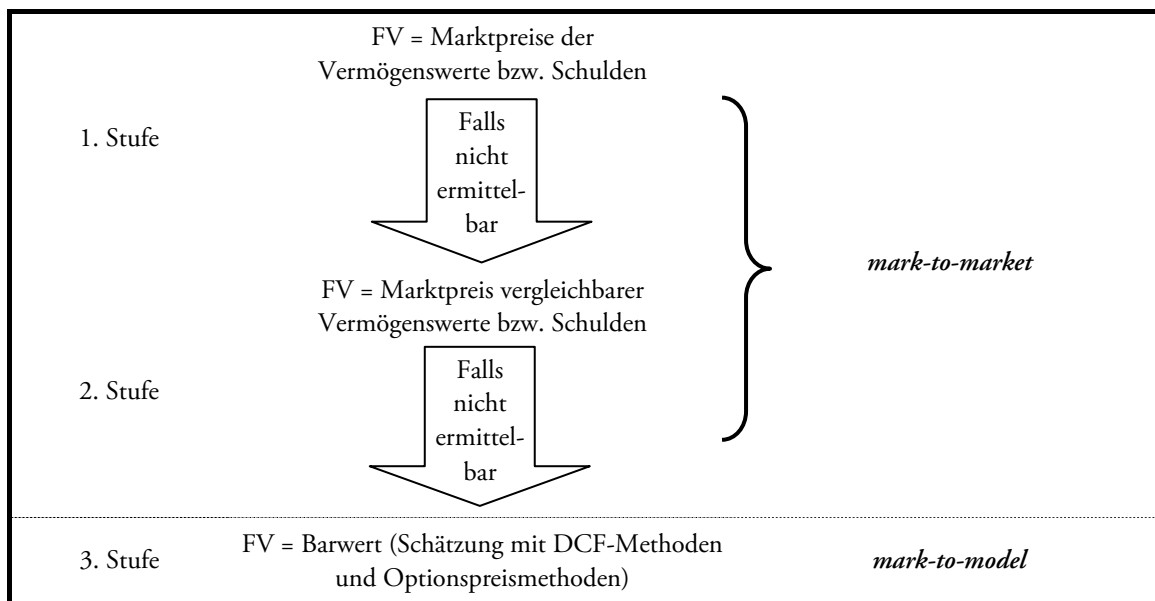 FV = Marktpreise der
Vermögenswerte bzw. Schulden
1. Stufe
Falls
nicht
ermittel-
bar
mark-to-market
FV = Marktpreis vergleichbarer
Vermögenswerte bzw. Schulden
2. Stufe
Falls
nicht
ermittel-
bar
3. Stufe
FV = Barwert (Schätzung mit DCF-Methoden
und Optionspreismethoden)
mark-to-model